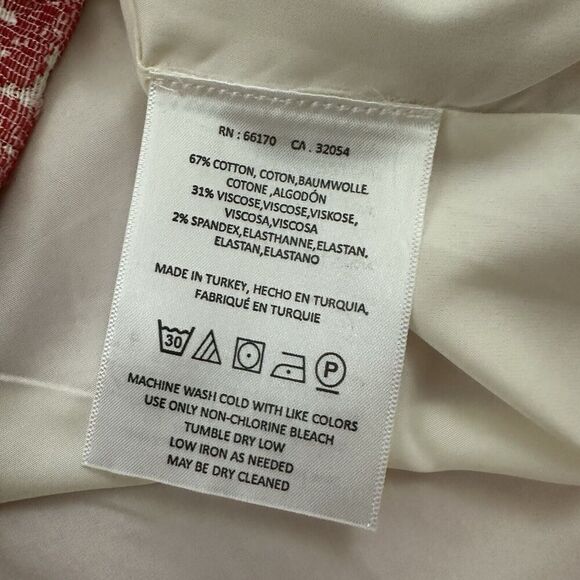 RN : 66170 CA . 32054
67% COTTON, COTON,BAUMWOLLE.
COTONE ,ALGODÓN
31% VISCOSE,VISCOSE,VISKOSE,
VISCOSA,VISCOSA
2% SPANDEX,ELASTHANNE,ELASTAN,
ELASTAN,ELASTANO
MADE IN TURKEY, HECHO EN TURQUIA,
FABRIQUÉ EN TURQUIE
30 P
MACHINE WASH COLD WITH LIKE COLORS
USE ONLY NON-CHLORINE BLEACH
TUMBLE DRY LOW
LOW IRON AS NEEDED
MAY BE DRY CLEANED